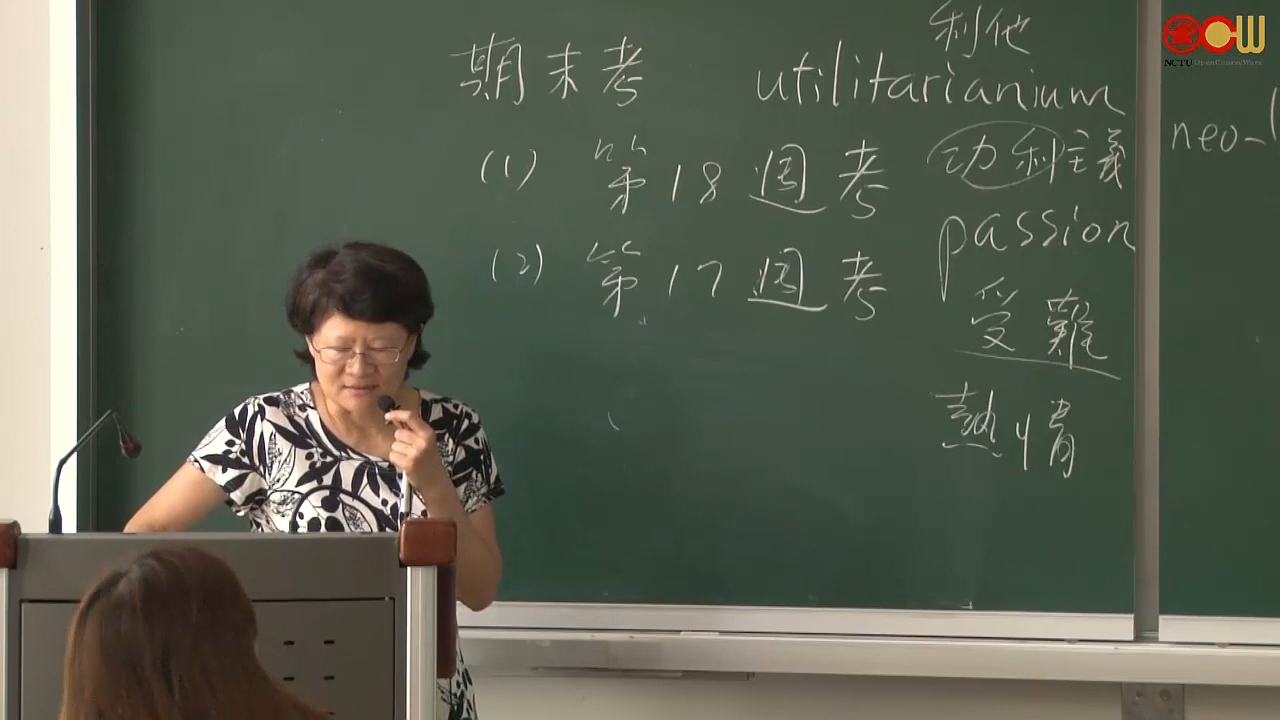 期末考
(1) 第18週考
(2) 第17週考
利他
utilitarianium
功利主義
passion
受難
熱情
neo-
OCW
NCTU OpenCourseWare